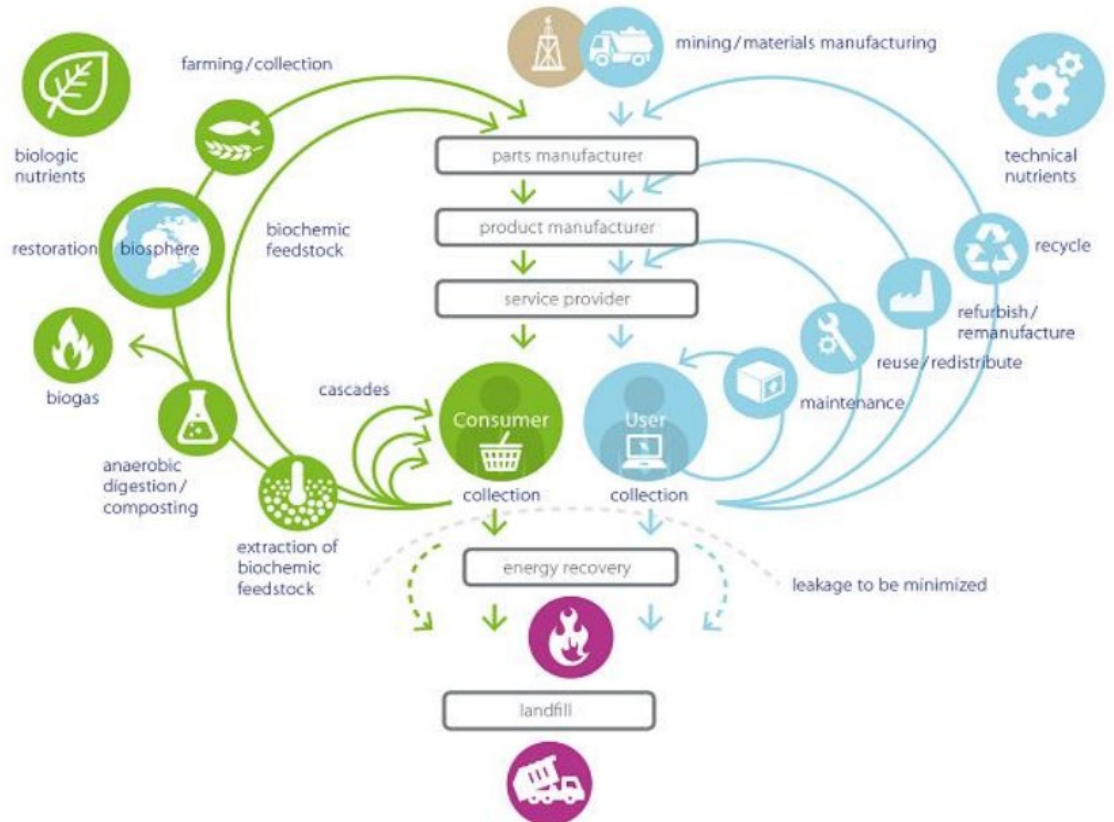 mining/materials manufacturing
farming/collection
biologic
nutrients
technical
nutrients
parts manufacturer
biochemic
feedstock
product manufacturer
restoration
biosphere
recycle
service provider
refurbish/
remanufacture
reuse/redistribute
biogas
cascades
maintenance
Consumer
User
anaerobic
digestion/
composting
collection
collection
extraction of
biochemic
feedstock
energy recovery
leakage to be minimized
landfill